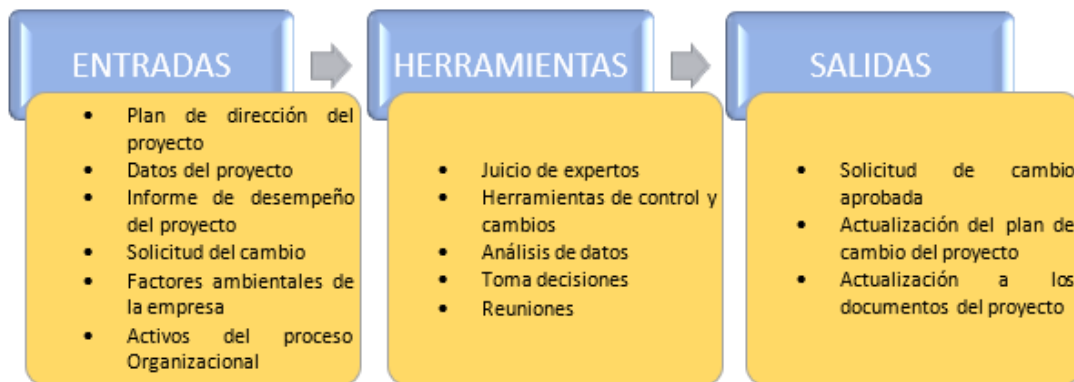 ENTRADAS
• Plan de dirección del
proyecto
• Datos del proyecto
• Informe de desempeño
del proyecto
• Solicitud del cambio
• Factores ambientales de
la empresa
• Activos del proceso
Organizacional
HERRAMIENTAS
• Juicio de expertos
• Herramientas de control y
cambios
• Análisis de datos
• Toma decisiones
• Reuniones
SALIDAS
• Solicitud de cambio
aprobada
• Actualización del plan de
cambio del proyecto
• Actualización a los
documentos del proyecto